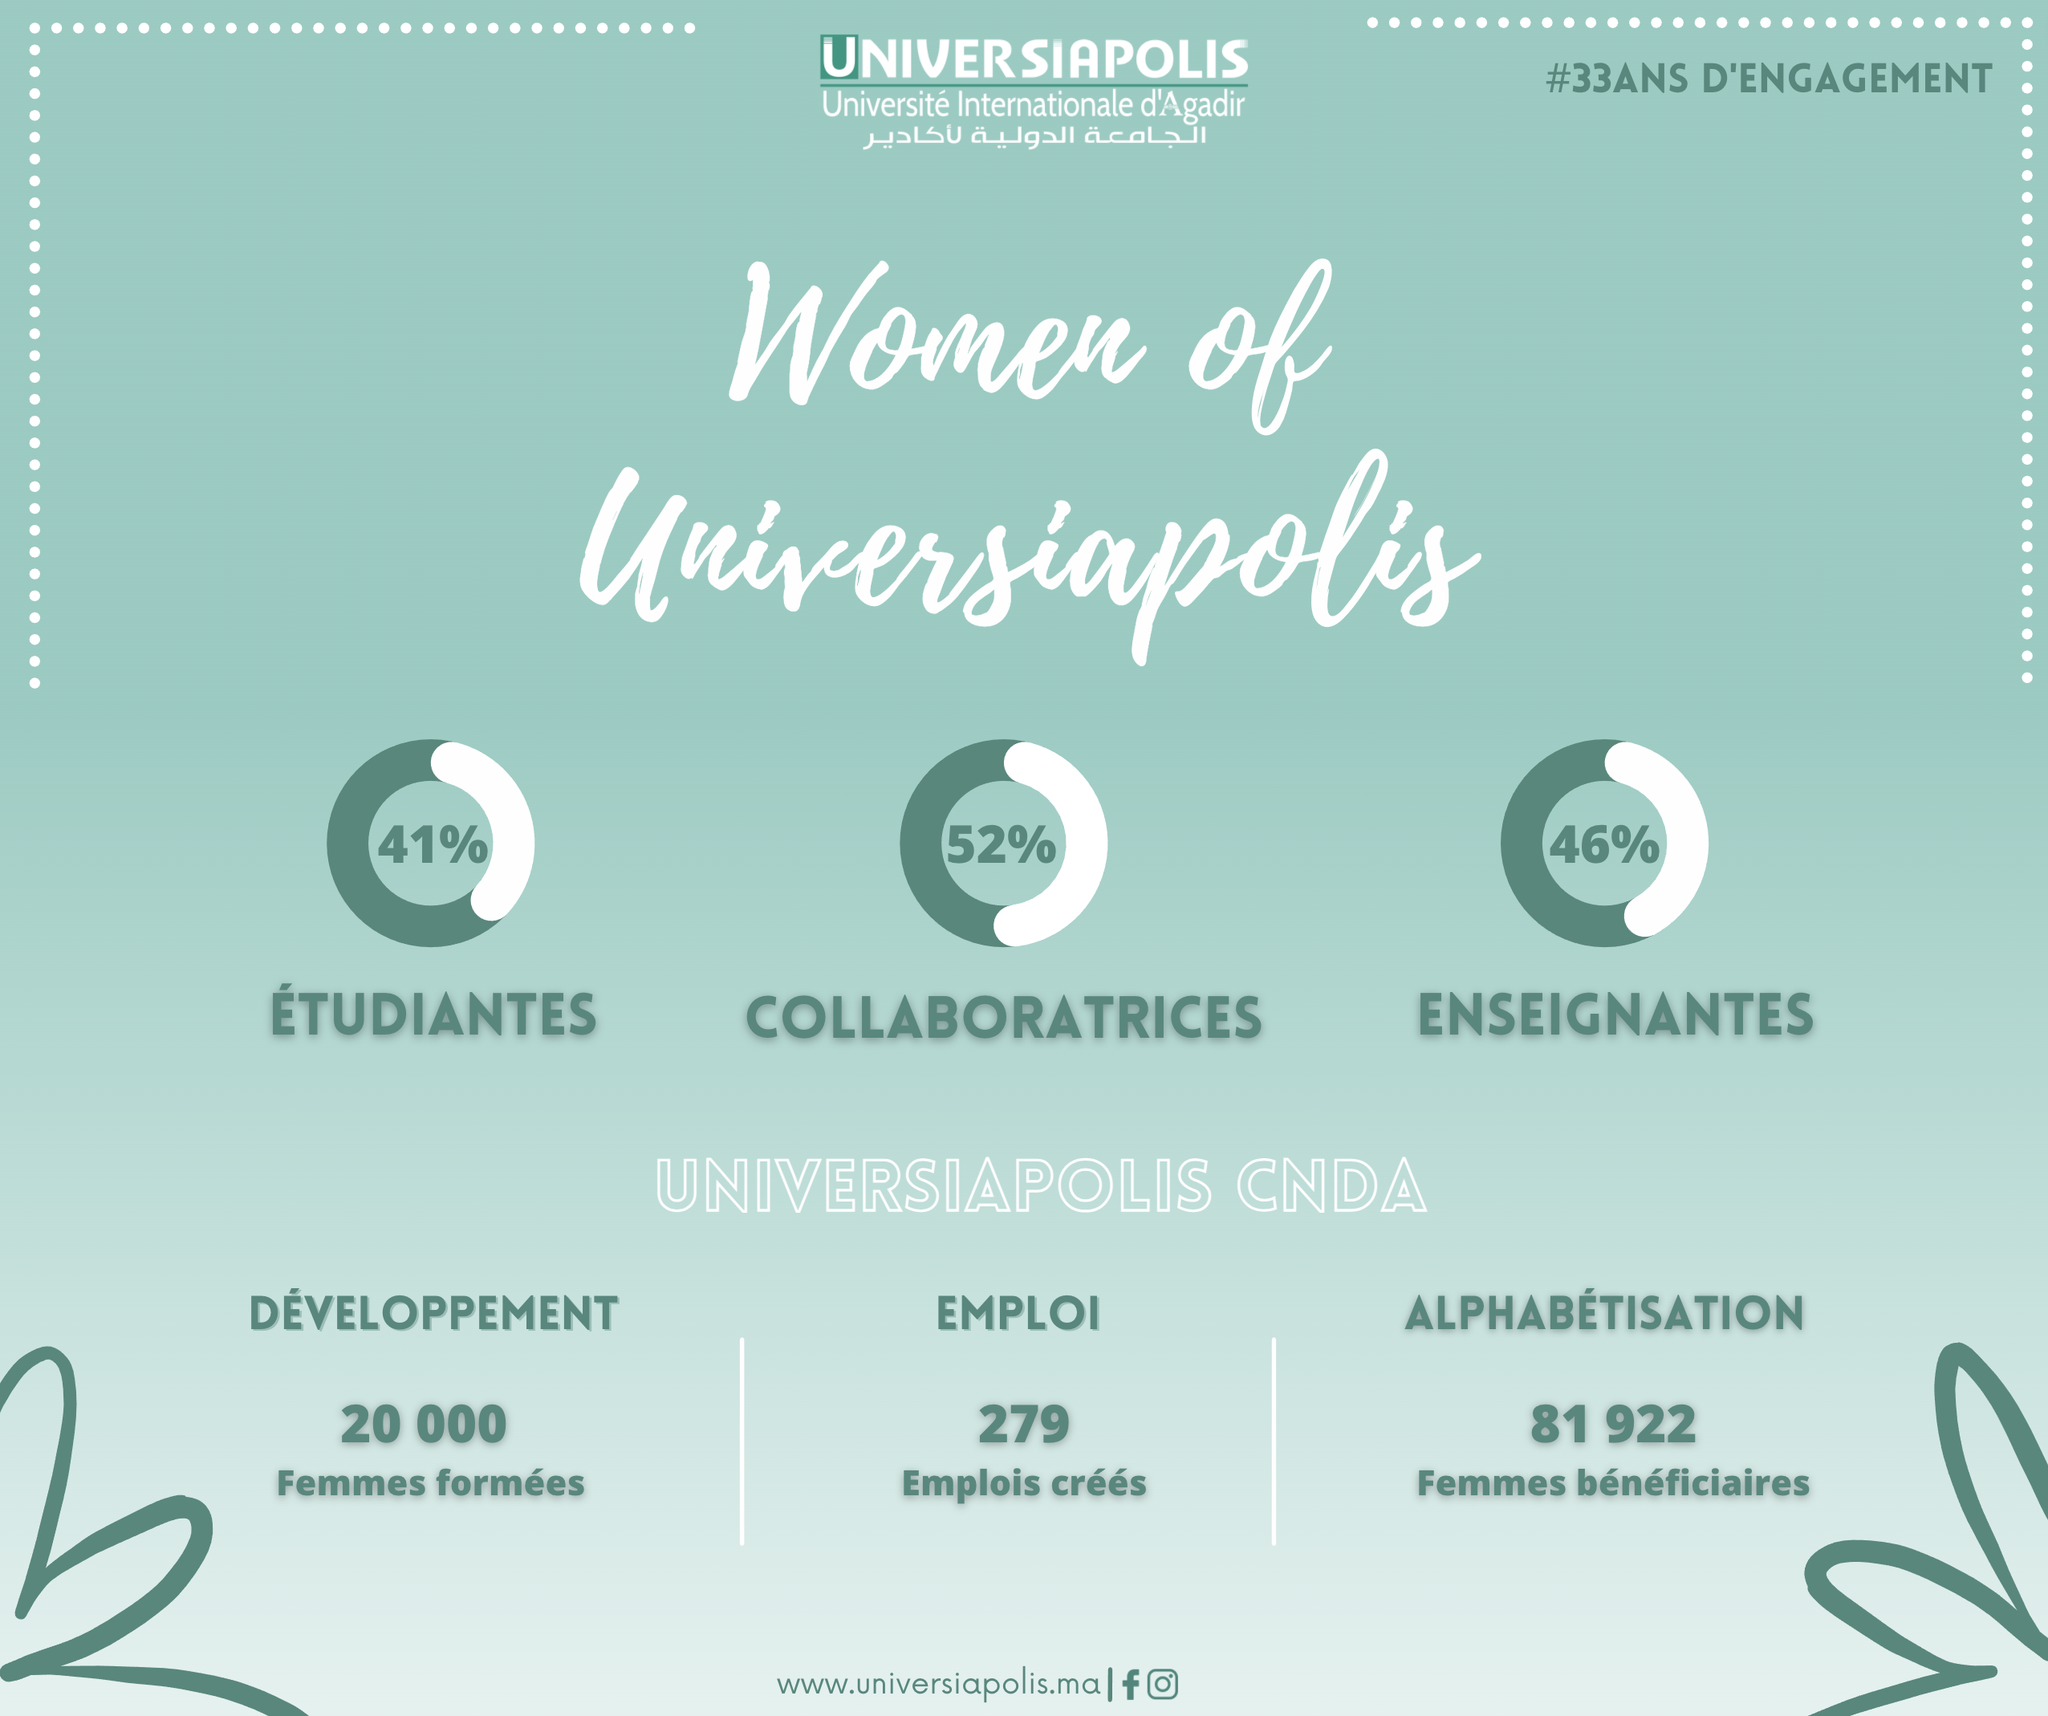 UNIVERSIAPOLIS
Université Internationale d'Agadir
الجامعة الدولية لأكادير
#33ANS D'ENGAGEMENT
Women of
Universiapolis
41%
52%
46%
ÉTUDIANTES
COLLABORATRICES
ENSEIGNANTES
UNIVERSIAPOLIS CNDA
DÉVELOPPEMENT
EMPLOI
ALPHABÉTISATION
20 000
279
81 922
Femmes formées
Emplois créés
Femmes bénéficiaires
www.universiapolis.ma